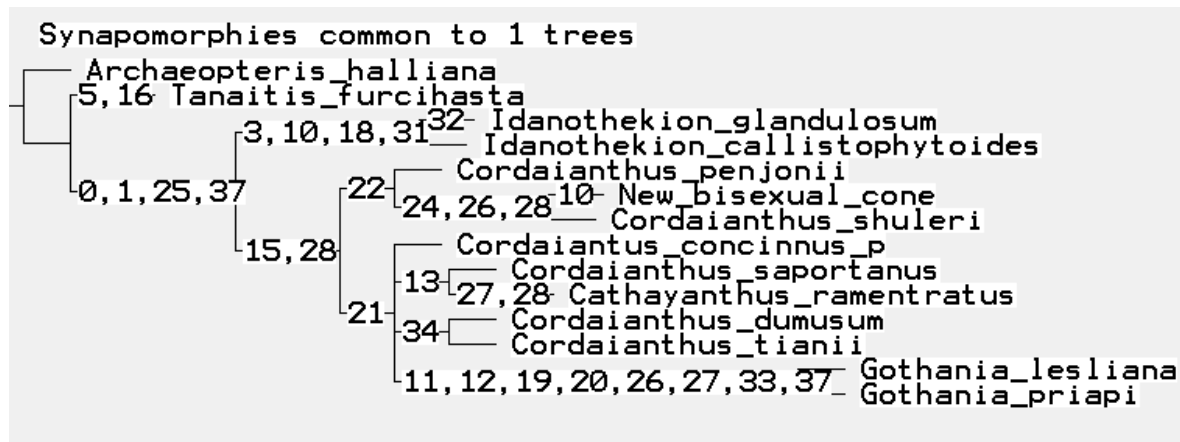 Synapomorphies common to 1 trees
Archaeopteris_halliana
5,16 Tanaitis_furcihasta
32 Idanothekion_glandulosum
3,10,18,31
Idanothekion_callistophytoides
Cordaianthus_penjonii
0,1,25,37
22
10 New_bisexual_cone
24,26,28
Cordaianthus_shuleri
15,28
Cordaiantus_concinnus_p
Cordaianthus_saportanus
13
27,28 Cathayanthus_ramentratus
21
Cordaianthus_dumusum
34
Cordaianthus_tianii
Gothania_lesliana
11,12,19,20,26,27,33,37
Gothania_priapi